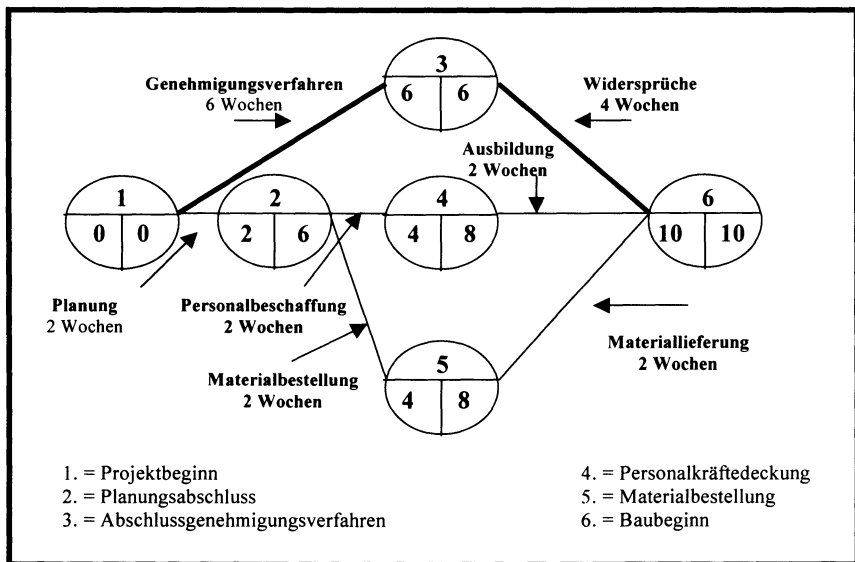 3
6 6
Genehmigungsverfahren
6 Wochen
Widersprüche
4 Wochen
Ausbildung
2 Wochen
1
0 0
2
2 6
4
4 8
6
10 10
Planung
2 Wochen
Personalbeschaffung
2 Wochen
Materialbestellung
2 Wochen
5
4 8
Materiallieferung
2 Wochen
1. = Projektbeginn
2. = Planungsabschluss
3. = Abschlussgenehmigungsverfahren
4. = Personalkräftedeckung
5. = Materialbestellung
6. = Baubeginn